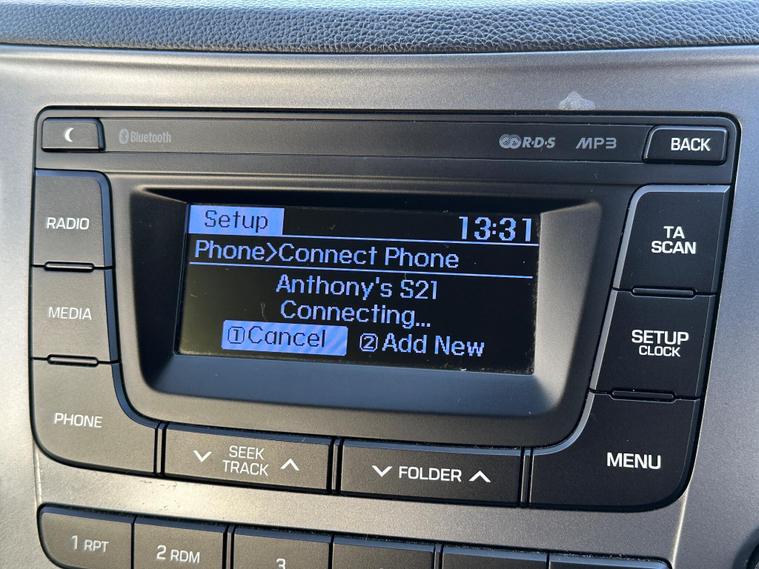 Bluetooth
R·D·S MP3
BACK
RADIO
MEDIA
PHONE
Setup 13:31
Phone>Connect Phone
Anthony's S21
Connecting...
①Cancel ②Add New
TA
SCAN
SETUP
CLOCK
MENU
SEEK
TRACK
FOLDER
1 RPT
2 RDM
3